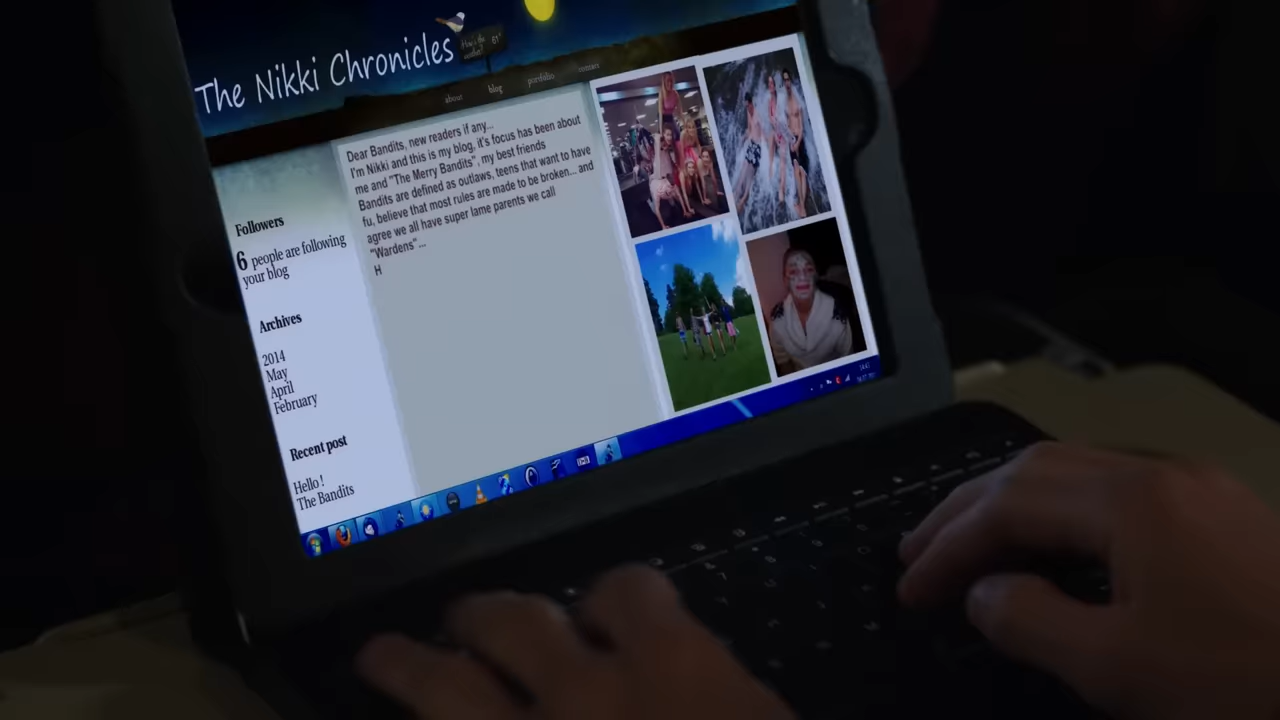 The Nikki Chronicles
How's the
weather?
61°
about
blog
portfolio
contact
Dear Bandits, new readers if any...
I'm Nikki and this is my blog, it's focus has been about
me and "The Merry Bandits", my best friends
Bandits are defined as outlaws, teens that want to have
fu, believe that most rules are made to be broken... and
agree we all have super lame parents we call
"Wardens" ...
H
Followers
6 people are following
your blog
Archives
2014
May
April
February
Recent post
Hello !
The Bandits